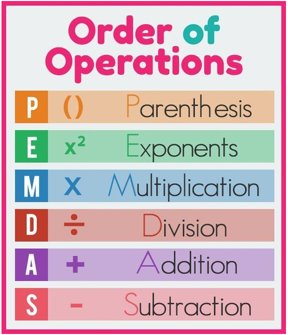 Order of
Operations
P () Parenthesis
E x² Exponents
M x Multiplication
D ÷ Division
A + Addition
S - Subtraction